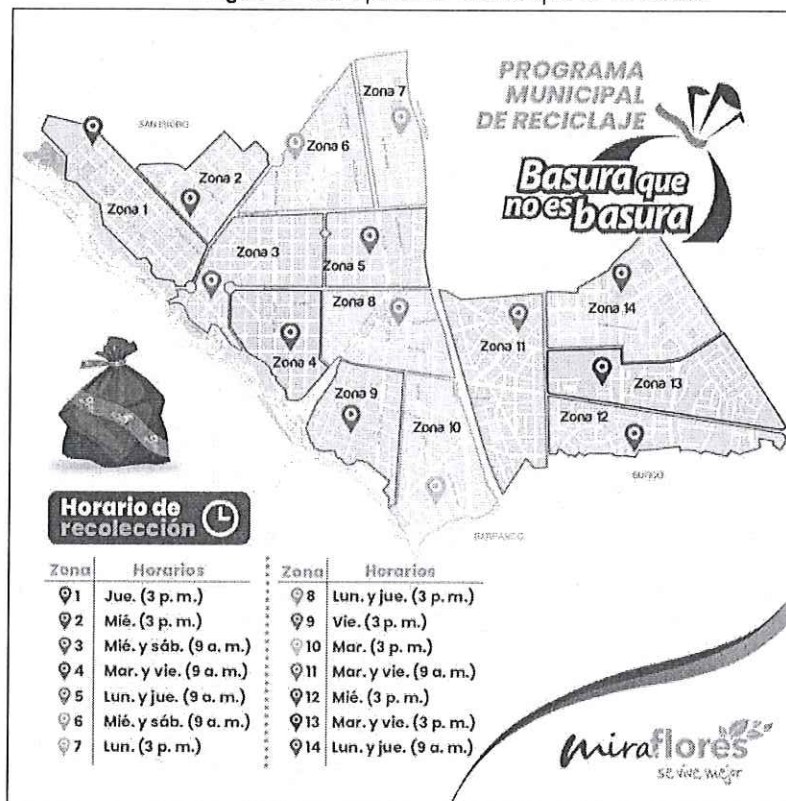 PROGRAMA
MUNICIPAL
DE RECICLAJE
Basura que
no es basura
SAN ISIDRO
Zona 7
Zona 6
Zona 2
Zona 1
Zona 3
Zona 5
Zona 14
Zona 8
Zona 11
Zona 4
Zona 13
Zona 9
Zona 12
Zona 10
SURCO
BARRANCO
Horario de
recolección
Zona Horarios
1 Jue. (3 p. m.)
2 Mié. (3 p. m.)
3 Mié. y sáb. (9 a. m.)
4 Mar. y vie. (9 a. m.)
5 Lun. y jue. (9 a. m.)
6 Mié. y sáb. (9 a. m.)
7 Lun. (3 p. m.)
Zona Horarios
8 Lun. y jue. (3 p. m.)
9 Vie. (3 p. m.)
10 Mar. (3 p. m.)
11 Mar. y vie. (9 a. m.)
12 Mié. (3 p. m.)
13 Mar. y vie. (3 p. m.)
14 Lun. y jue. (9 a. m.)
miraflores
se vive mejor